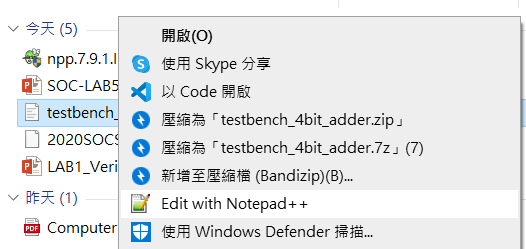 今天 (5)
npp.7.9.1.I
SOC-LAB5
testbench_
2020SOCS
LAB1_Veri
昨天 (1)
Computer
開啟(O)
使用 Skype 分享
以 Code 開啟
壓縮為「testbench_4bit_adder.zip」
壓縮為「testbench_4bit_adder.7z」(7)
新增至壓縮檔 (Bandizip)(B)...
Edit with Notepad++
使用 Windows Defender 掃描...